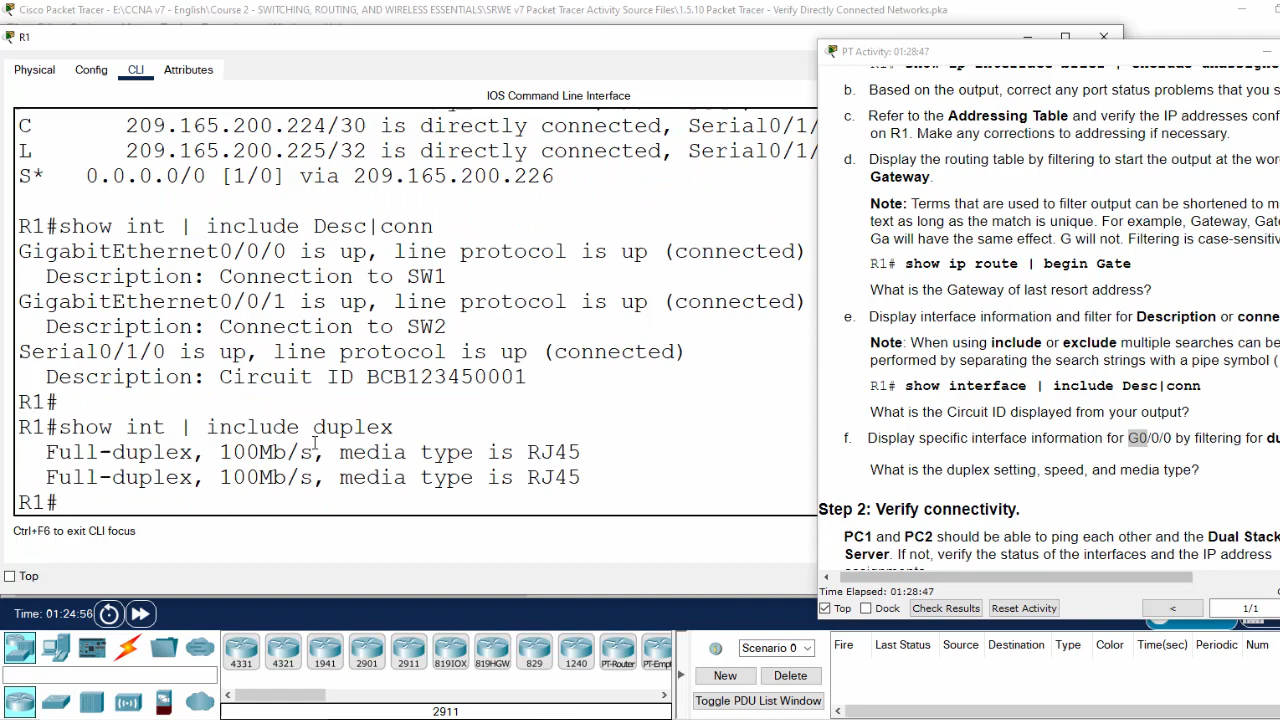 Cisco Packet Tracer - E:\CCNA v7 - English\Course 2 - SWITCHING, ROUTING, AND WIRELESS ESSENTIALS\SRWE v7 Packet Tracer Activity Source Files\1.5.10 Packet Tracer - Verify Directly Connected Networks.pka
R1
Physical Config CLI Attributes
IOS Command Line Interface
C 209.165.200.224/30 is directly connected, Serial0/1/
L 209.165.200.225/32 is directly connected, Serial0/1/
S* 0.0.0.0/0 [1/0] via 209.165.200.226
R1#show int | include Desc|conn
GigabitEthernet0/0/0 is up, line protocol is up (connected)
Description: Connection to SW1
GigabitEthernet0/0/1 is up, line protocol is up (connected)
Description: Connection to SW2
Serial0/1/0 is up, line protocol is up (connected)
Description: Circuit ID BCB123450001
R1#
R1#show int | include duplex
Full-duplex, 100Mb/s, media type is RJ45
Full-duplex, 100Mb/s, media type is RJ45
R1#
Ctrl+F6 to exit CLI focus
Top
PT Activity: 01:28:47
b. Based on the output, correct any port status problems that you s
c. Refer to the Addressing Table and verify the IP addresses conf
on R1. Make any corrections to addressing if necessary.
d. Display the routing table by filtering to start the output at the wor
Gateway.
Note: Terms that are used to filter output can be shortened to m
text as long as the match is unique. For example, Gateway, Gate
Ga will have the same effect. G will not. Filtering is case-sensitiv
R1# show ip route | begin Gate
What is the Gateway of last resort address?
e. Display interface information and filter for Description or conne
Note: When using include or exclude multiple searches can be
performed by separating the search strings with a pipe symbol (
R1# show interface | include Desc|conn
What is the Circuit ID displayed from your output?
f. Display specific interface information for G0/0/0 by filtering for du
What is the duplex setting, speed, and media type?
Step 2: Verify connectivity.
PC1 and PC2 should be able to ping each other and the Dual Stack
Server. If not, verify the status of the interfaces and the IP address
Time Elapsed: 01:28:47
Top Dock Check Results Reset Activity < 1/1
Time: 01:24:56
4331 4321 1941 2901 2911 819IOX 819HGW 829 1240 PT-Router PT-Empt
2911
Scenario 0
New Delete
Toggle PDU List Window
Fire Last Status Source Destination Type Color Time(sec) Periodic Num